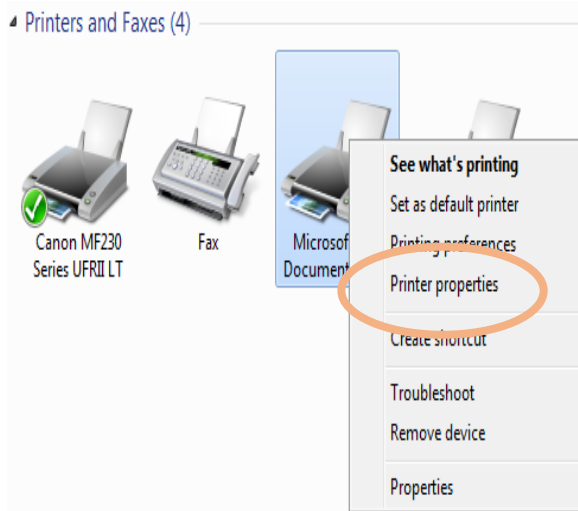 Printers and Faxes (4)
Canon MF230
Series UFRII LT
Fax
Microsof
Document
See what's printing
Set as default printer
Printing preferences
Printer properties
Create shortcut
Troubleshoot
Remove device
Properties